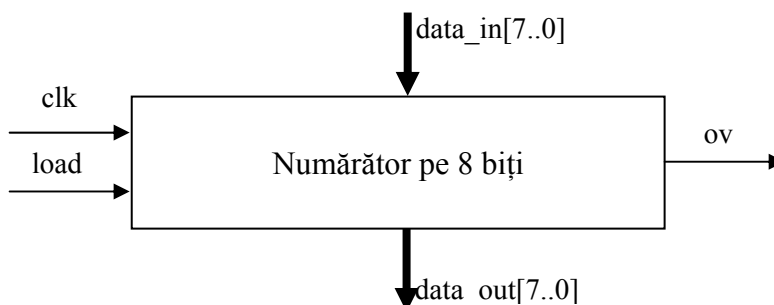 data_in[7..0]
clk
ov
load
Numărător pe 8 biți
data_out[7..0]